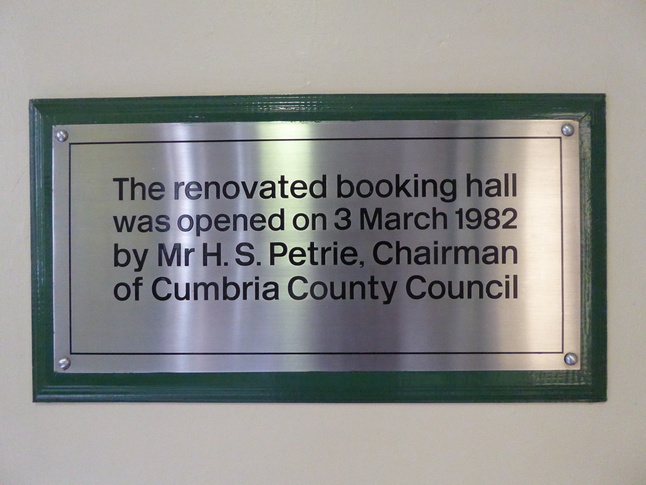 The renovated booking hall
was opened on 3 March 1982
by Mr H. S. Petrie, Chairman
of Cumbria County Council